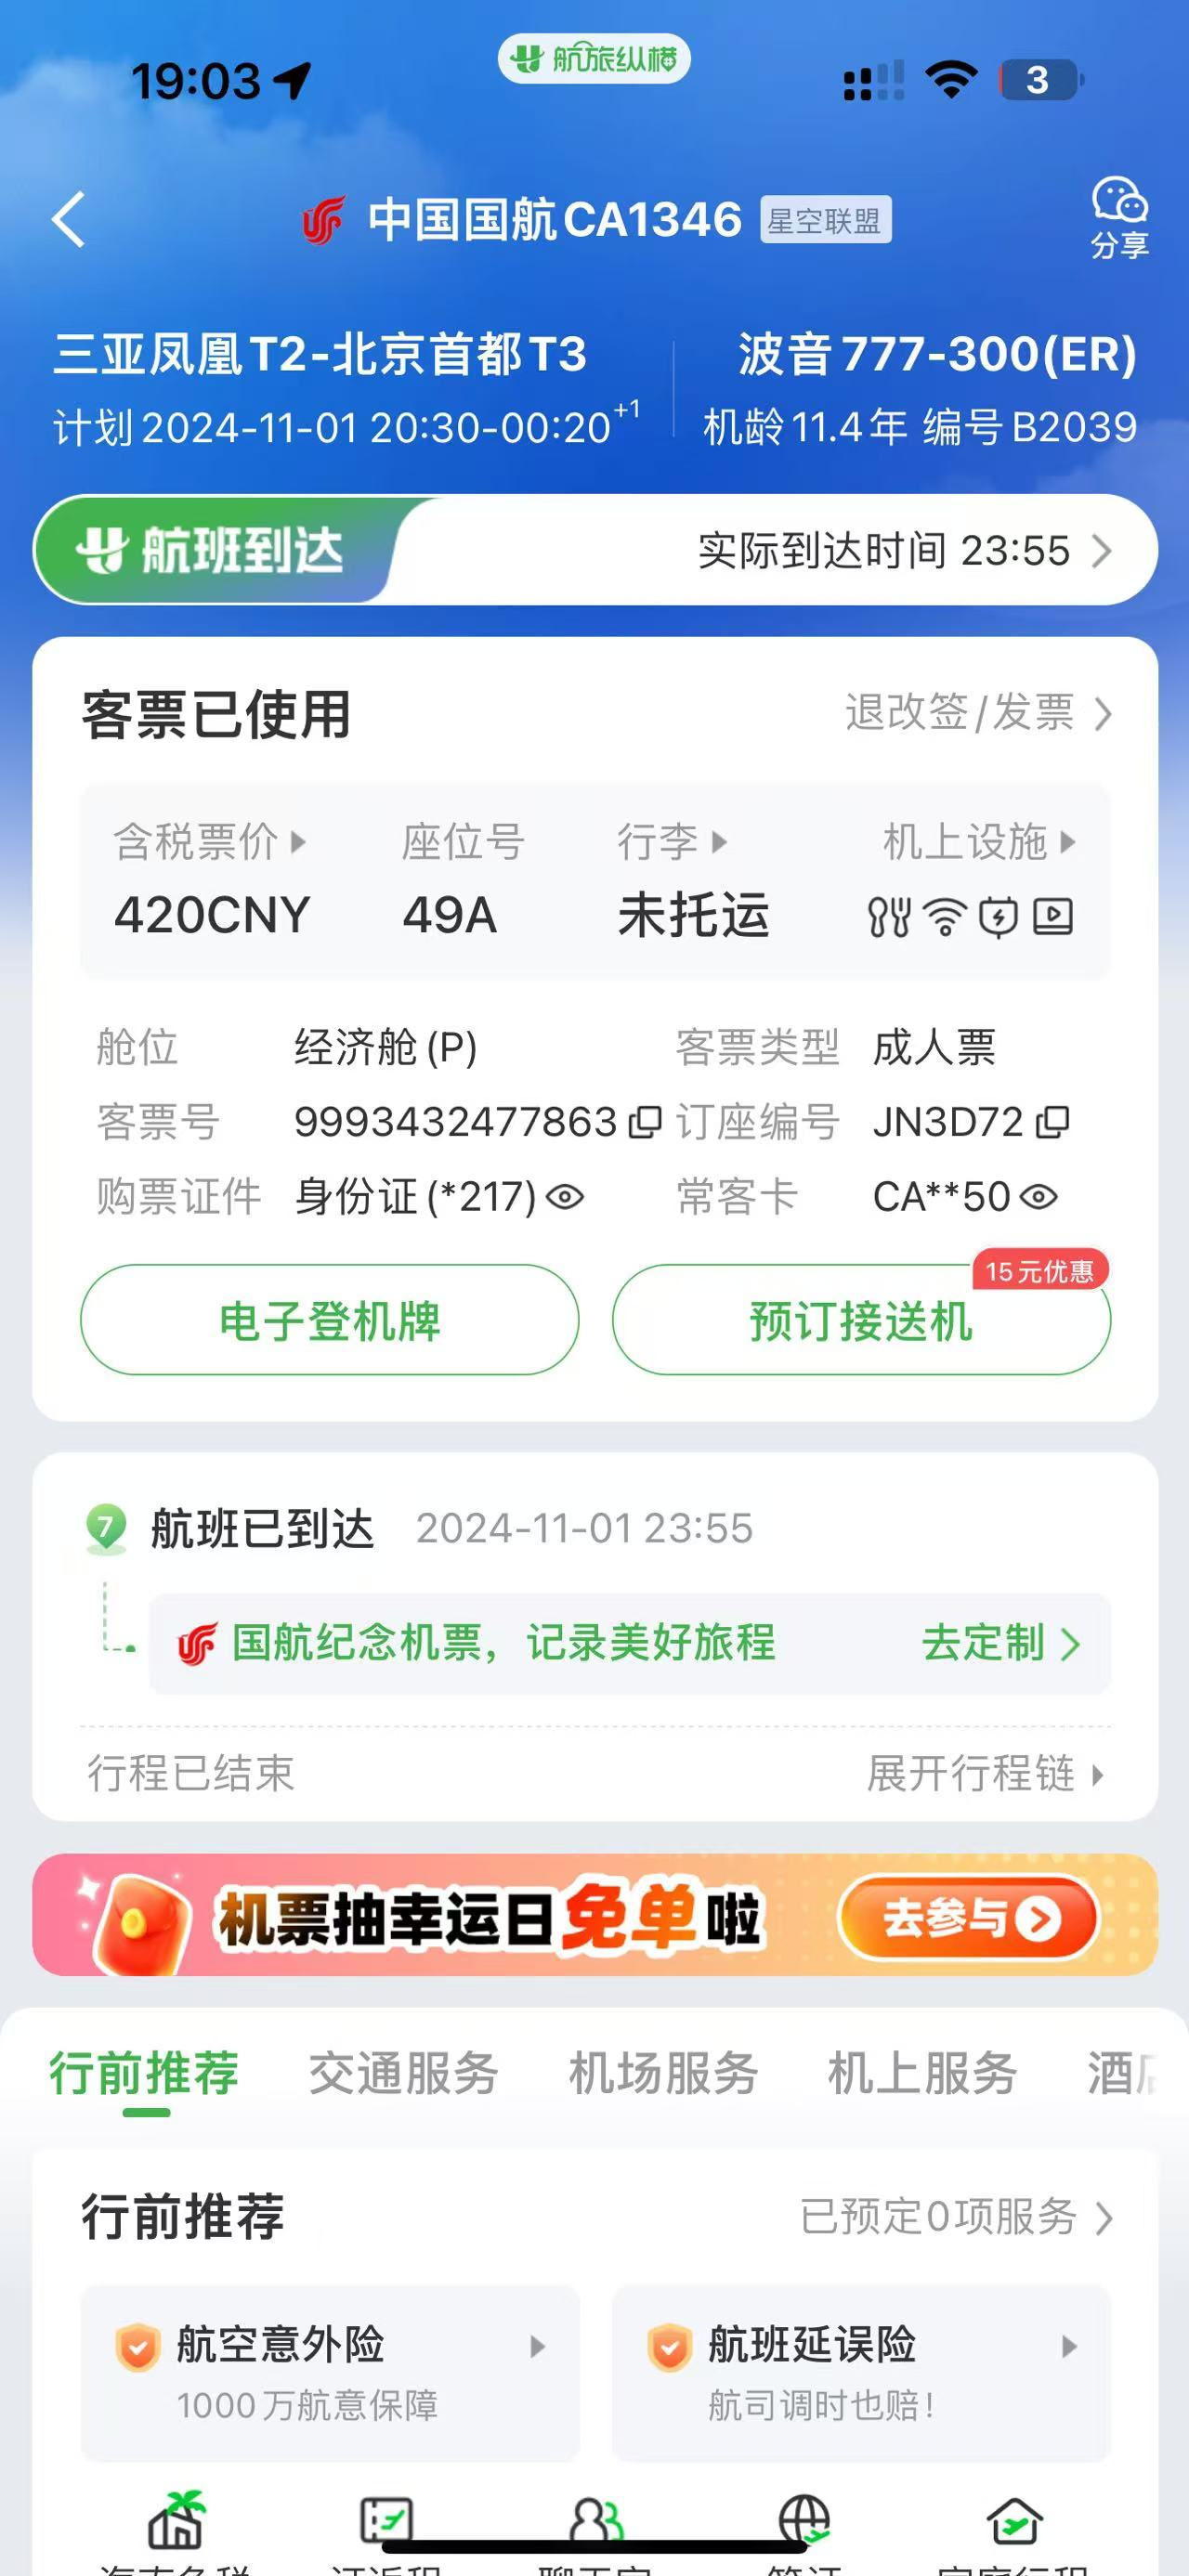 19:03
航旅纵横
3
中国国航CA1346 星空联盟
分享
三亚凤凰T2-北京首都T3
波音777-300(ER)
计划2024-11-01 20:30-00:20+1
机龄11.4年 编号B2039
航班到达
实际到达时间 23:55
客票已使用
退改签/发票
含税票价 座位号 行李 机上设施
420CNY 49A 未托运
舱位 经济舱(P) 客票类型 成人票
客票号 9993432477863 订座编号 JN3D72
购票证件 身份证(*217) 常客卡 CA**50
15元优惠
电子登机牌 预订接送机
7 航班已到达 2024-11-01 23:55
国航纪念机票，记录美好旅程 去定制
行程已结束 展开行程链
机票抽幸运日免单啦 去参与
行前推荐 交通服务 机场服务 机上服务 酒店
行前推荐 已预定0项服务
航空意外险 航班延误险
1000万航意保障 航司调时也赔！